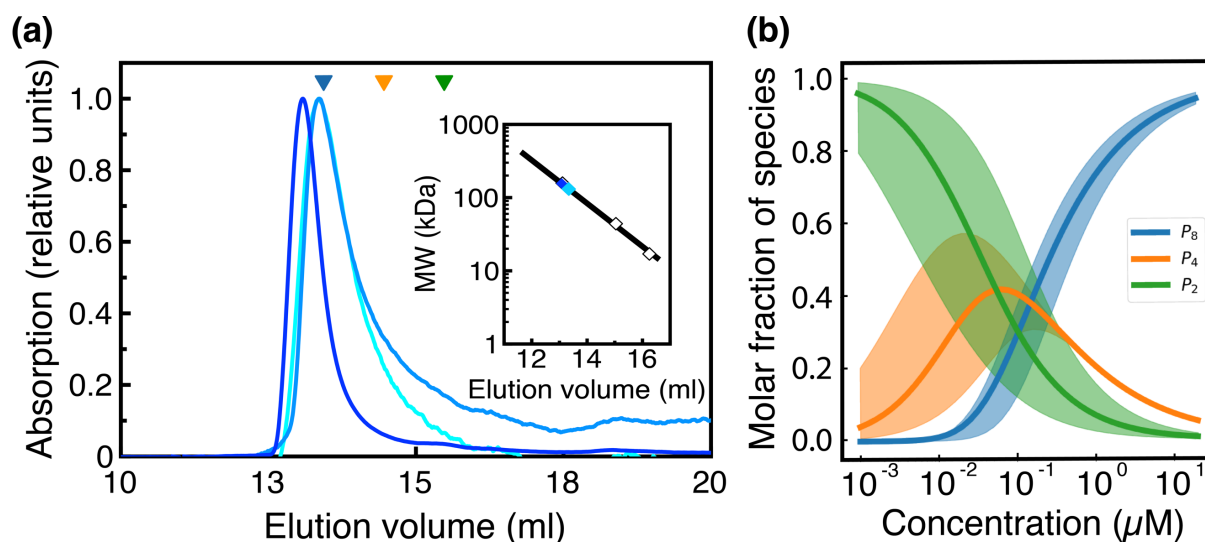 (a)
Absorption (relative units)
1.0
0.8
0.6
0.4
0.2
0
10
13
15
18
20
Elution volume (ml)
MW (kDa)
1000
100
10
1
12
14
16
Elution volume (ml)
(b)
Molar fraction of species
1.0
0.8
0.6
0.4
0.2
0.0
10⁻³
10⁻²
10⁻¹
10⁰
10¹
Concentration (μM)
P₈
P₄
P₂